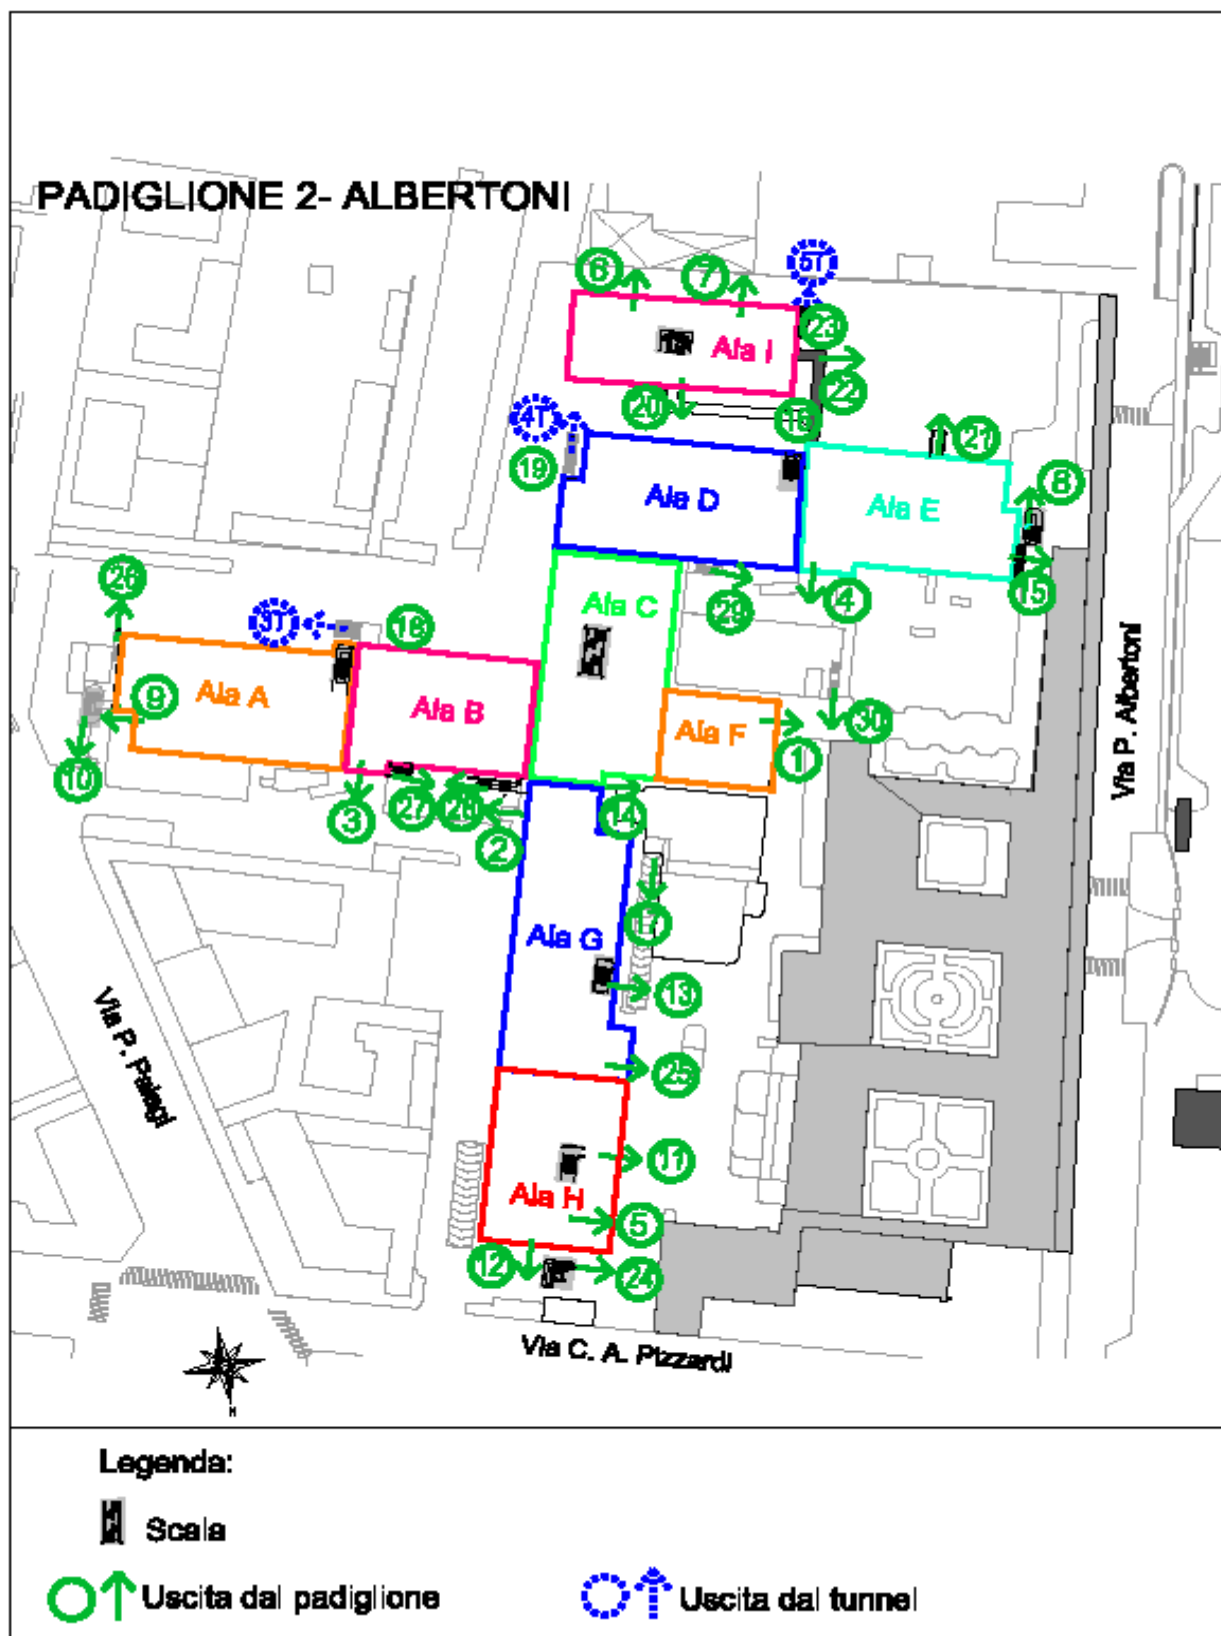 PADIGLIONE 2- ALBERTONI
6
7
5T
23
Ala I
22
20
4T
16
21
19
Ala D
Ala E
8
26
Ala C
29
4
15
3T
18
Ala A
9
Ala B
Ala F
30
1
10
3
27
28
14
2
17
Ala G
13
25
11
Ala H
5
12
24
Via P. Albertoni
Via P. Palagi
Via C. A. Pizzardi
N
Legenda:
Scala
Uscita dal padiglione
Uscita dal tunnel